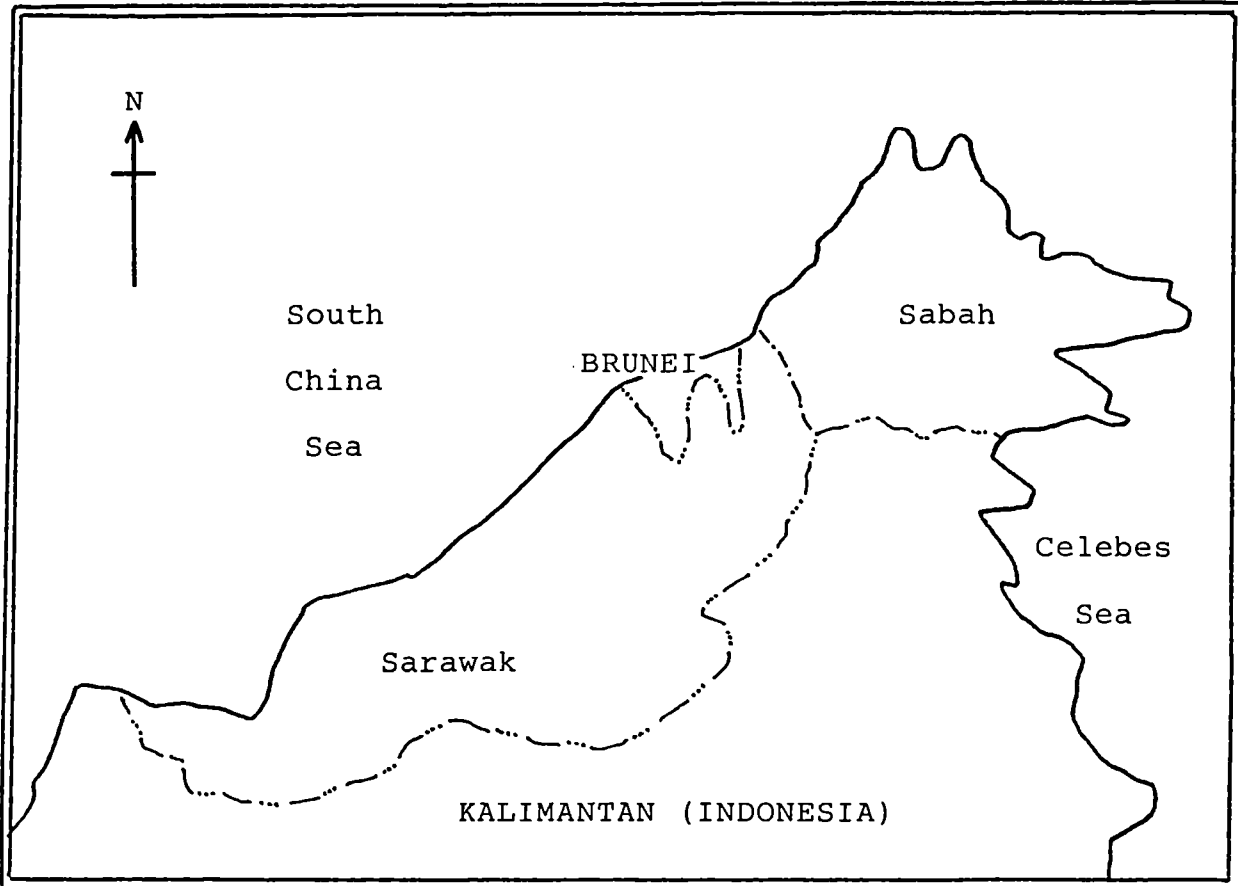 N
South
China
Sea
Sabah
BRUNEI
Celebes
Sea
Sarawak
KALIMANTAN (INDONESIA)